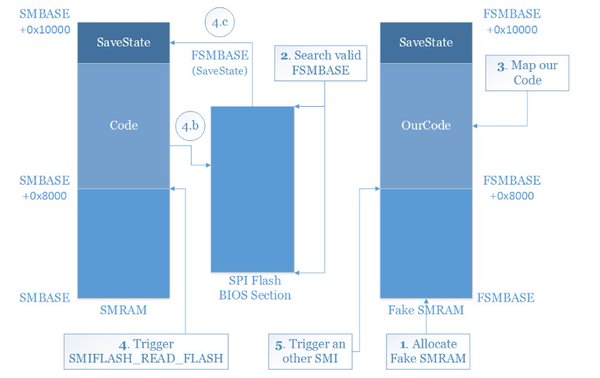 SMBASE
+0x10000
SaveState
Code
SMBASE
+0x8000
SMBASE
SMRAM
4. Trigger
SMIFLASH_READ_FLASH
4.c
FSMBASE
(SaveState)
4.b
2. Search valid
FSMBASE
SPI Flash
BIOS Section
FSMBASE
+0x10000
SaveState
3. Map our
Code
OurCode
FSMBASE
+0x8000
FSMBASE
Fake SMRAM
5. Trigger an
other SMI
1. Allocate
Fake SMRAM